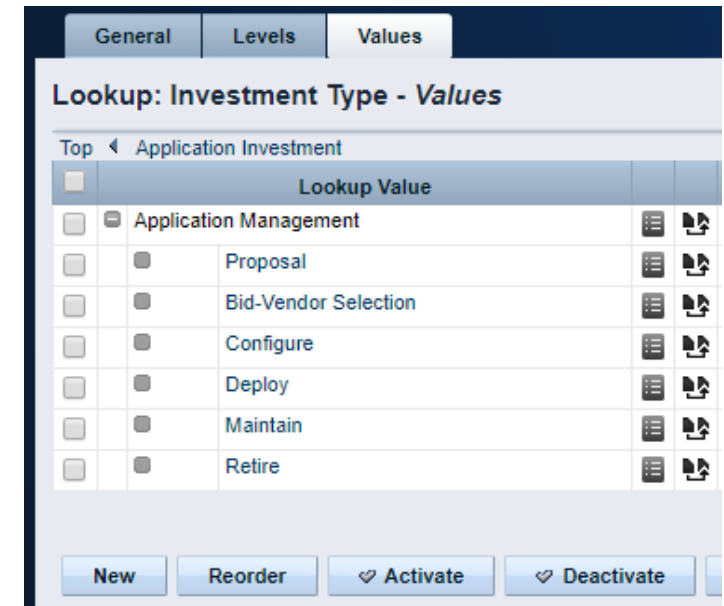 General Levels Values
Lookup: Investment Type - Values
Top Application Investment
Lookup Value
Application Management
Proposal
Bid-Vendor Selection
Configure
Deploy
Maintain
Retire
New Reorder Activate Deactivate